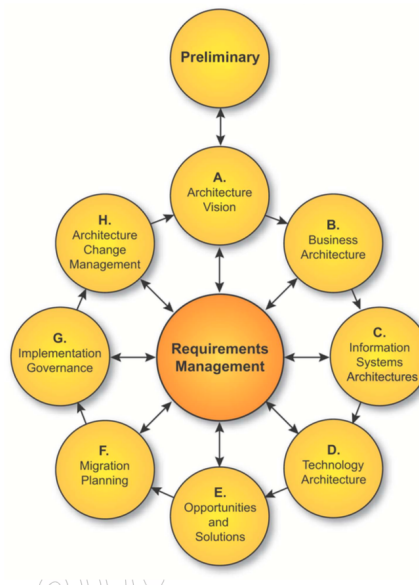 Preliminary
A.
Architecture
Vision
H.
Architecture
Change
Management
B.
Business
Architecture
G.
Implementation
Governance
Requirements
Management
C.
Information
Systems
Architectures
F.
Migration
Planning
D.
Technology
Architecture
E.
Opportunities
and
Solutions